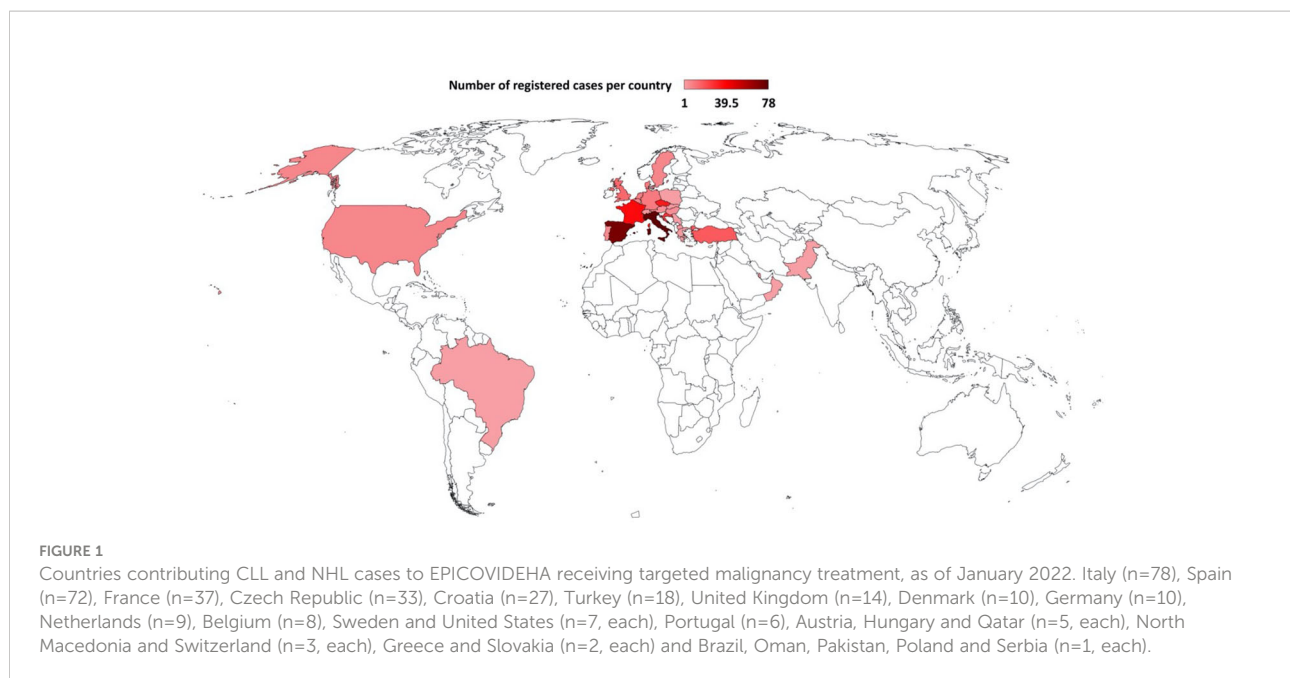 Number of registered cases per country
1 39.5 78
FIGURE 1
Countries contributing CLL and NHL cases to EPICOVIDEHA receiving targeted malignancy treatment, as of January 2022. Italy (n=78), Spain
(n=72), France (n=37), Czech Republic (n=33), Croatia (n=27), Turkey (n=18), United Kingdom (n=14), Denmark (n=10), Germany (n=10),
Netherlands (n=9), Belgium (n=8), Sweden and United States (n=7, each), Portugal (n=6), Austria, Hungary and Qatar (n=5, each), North
Macedonia and Switzerland (n=3, each), Greece and Slovakia (n=2, each) and Brazil, Oman, Pakistan, Poland and Serbia (n=1, each).